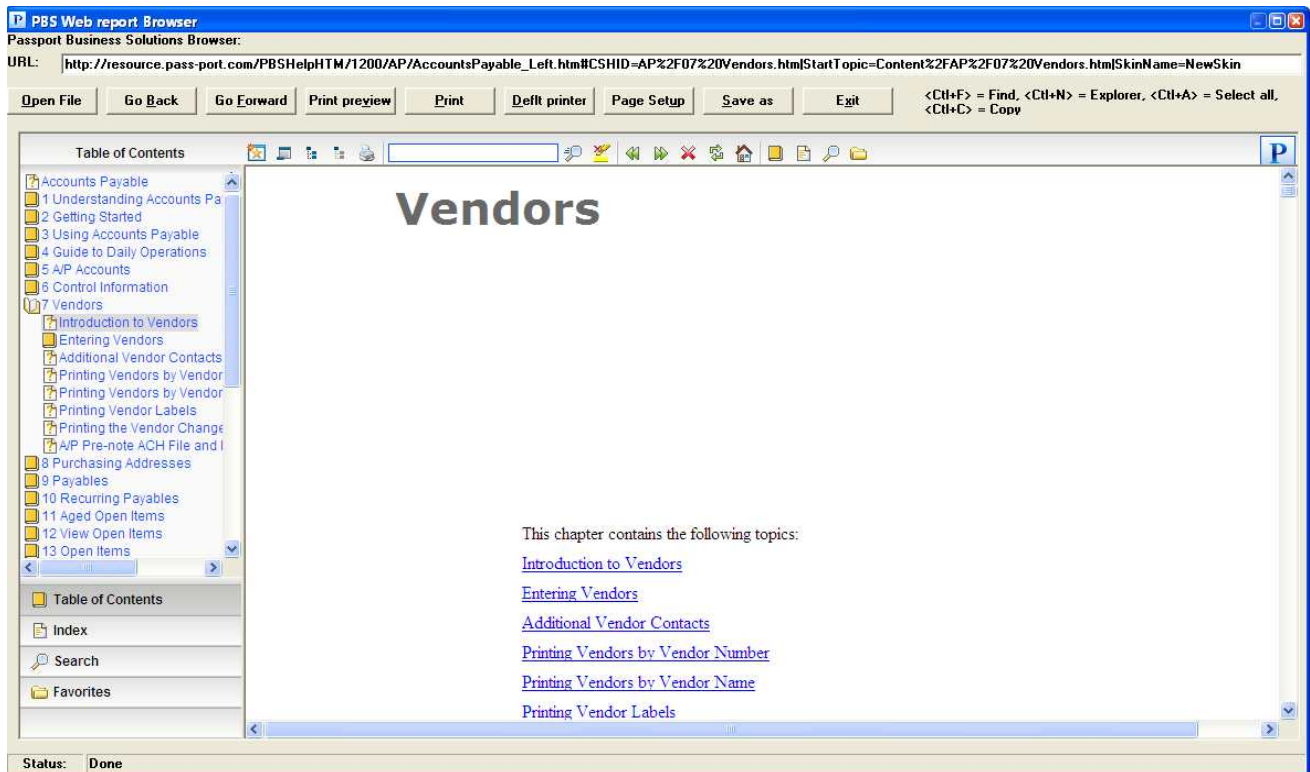 P PBS Web report Browser
Passport Business Solutions Browser:
URL: http://resource.pass-port.com/PBSHelpHTM/1200/AP/AccountsPayable_Left.htm#CSHID=AP%2F07%20Vendors.htm|StartTopic=Content%2FAP%2F07%20Vendors.htm|SkinName=NewSkin
Open File Go Back Go Forward Print preview Print Deflt printer Page Setup Save as Exit <Ctl+F> = Find, <Ctl+N> = Explorer, <Ctl+A> = Select all,
<Ctl+C> = Copy
Table of Contents P
Accounts Payable
1 Understanding Accounts Pa
2 Getting Started
3 Using Accounts Payable
4 Guide to Daily Operations
5 A/P Accounts
6 Control Information
7 Vendors
Introduction to Vendors
Entering Vendors
Additional Vendor Contacts
Printing Vendors by Vendor
Printing Vendors by Vendor
Printing Vendor Labels
Printing the Vendor Change
A/P Pre-note ACH File and
8 Purchasing Addresses
9 Payables
10 Recurring Payables
11 Aged Open Items
12 View Open Items
13 Open Items
Table of Contents
Index
Search
Favorites
Vendors
This chapter contains the following topics:
Introduction to Vendors
Entering Vendors
Additional Vendor Contacts
Printing Vendors by Vendor Number
Printing Vendors by Vendor Name
Printing Vendor Labels
Status: Done